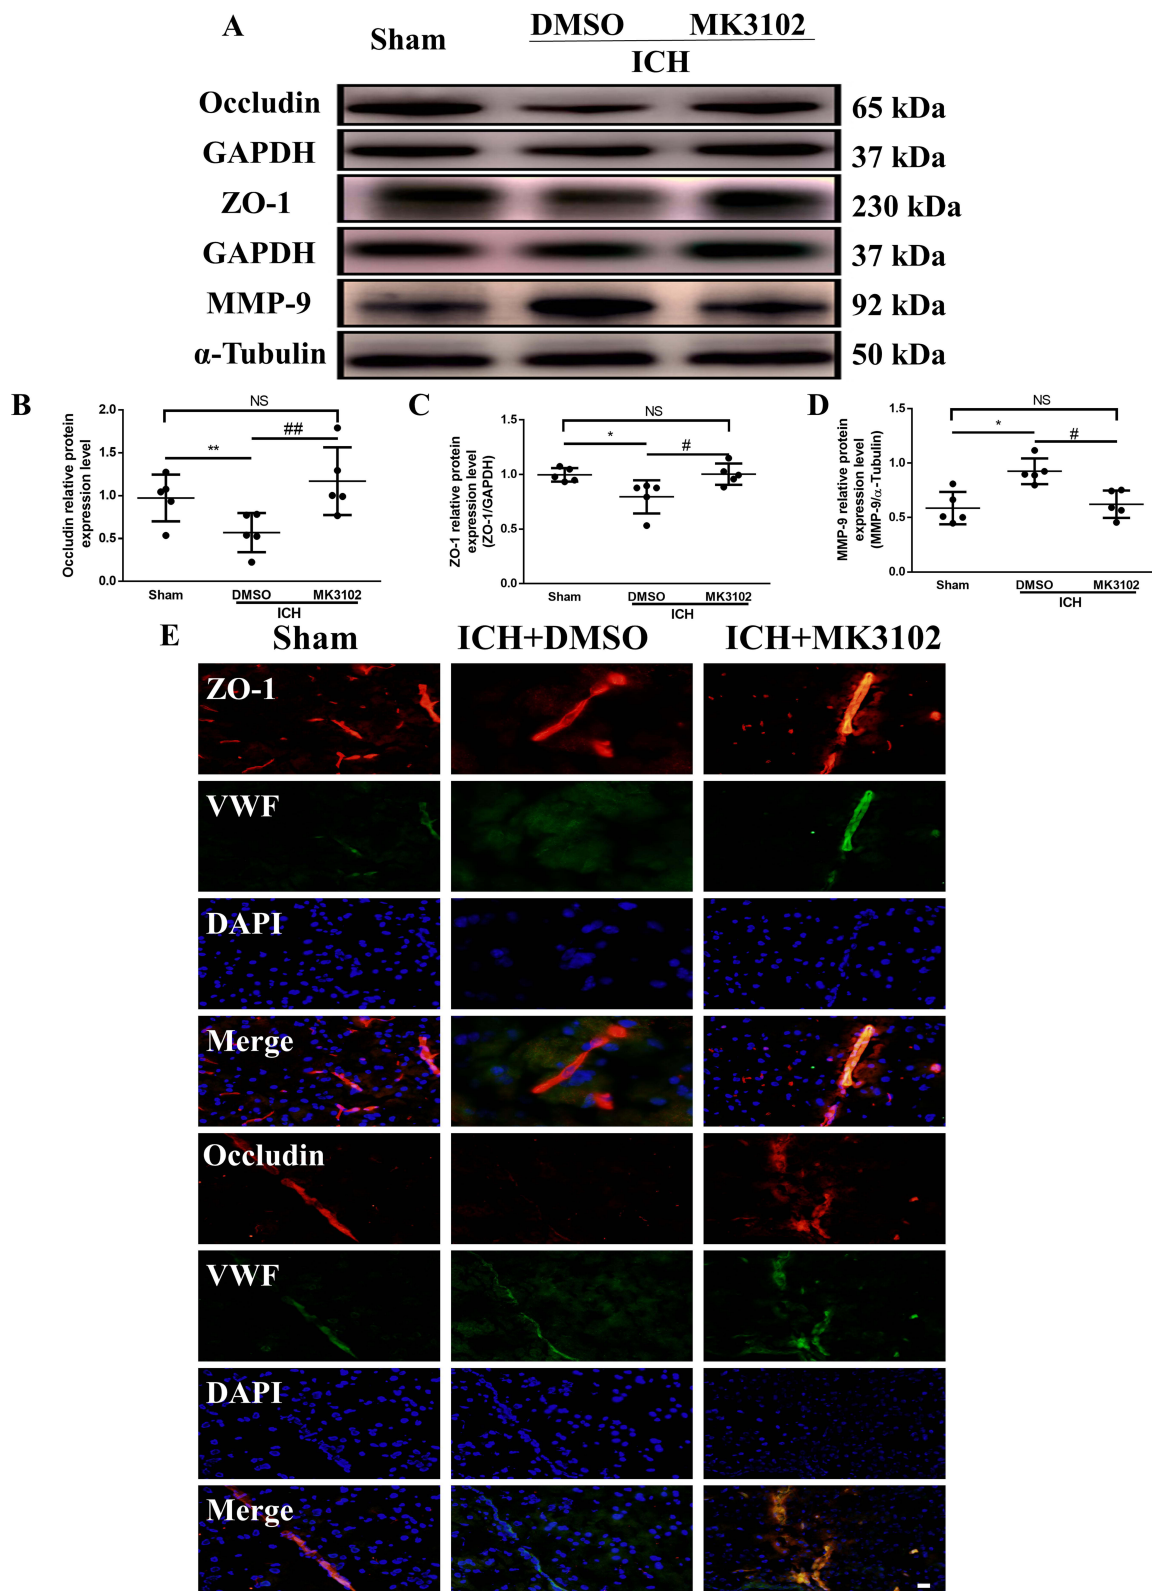 A
Sham
DMSO
MK3102
ICH
Occludin
65 kDa
GAPDH
37 kDa
ZO-1
230 kDa
GAPDH
37 kDa
MMP-9
92 kDa
α-Tubulin
50 kDa
B
Occludin relative protein
expression level
2.0
1.5
1.0
0.5
0.0
NS
**
##
Sham
DMSO
MK3102
ICH
C
ZO-1 relative protein
expression level
(ZO-1/GAPDH)
1.5
1.0
0.5
0.0
NS
*
#
Sham
DMSO
MK3102
ICH
D
MMP-9 relative protein
expression level
(MMP-9/α-Tubulin)
1.5
1.0
0.5
0.0
NS
*
#
Sham
DMSO
MK3102
ICH
E
Sham
ICH+DMSO
ICH+MK3102
ZO-1
VWF
DAPI
Merge
Occludin
VWF
DAPI
Merge